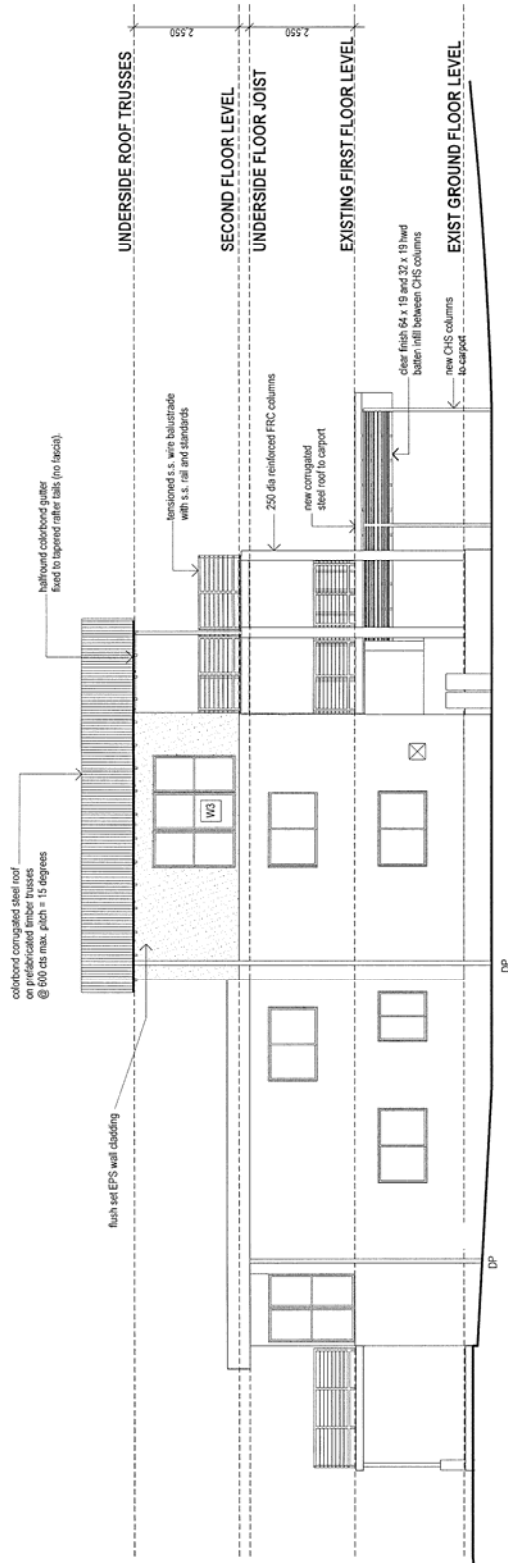 colorbond corrugated steel roof
on prefabricated timber trusses
@ 600 cts max. pitch = 15 degrees
halfround colorbond gutter
fixed to tapered rafter tails (no fascia).
flush set EPS wall cladding
tensioned s.s. wire balustrade
with s.s. rail and standards
250 dia reinforced FRC columns
new corrugated
steel roof to carport
clear finish 64 x 19 and 32 x 19 hwd
batten infill between CHS columns
new CHS columns
to carport
UNDERSIDE ROOF TRUSSES
SECOND FLOOR LEVEL
UNDERSIDE FLOOR JOIST
EXISTING FIRST FLOOR LEVEL
EXIST GROUND FLOOR LEVEL
2.550
2.550
W3
DP
DP